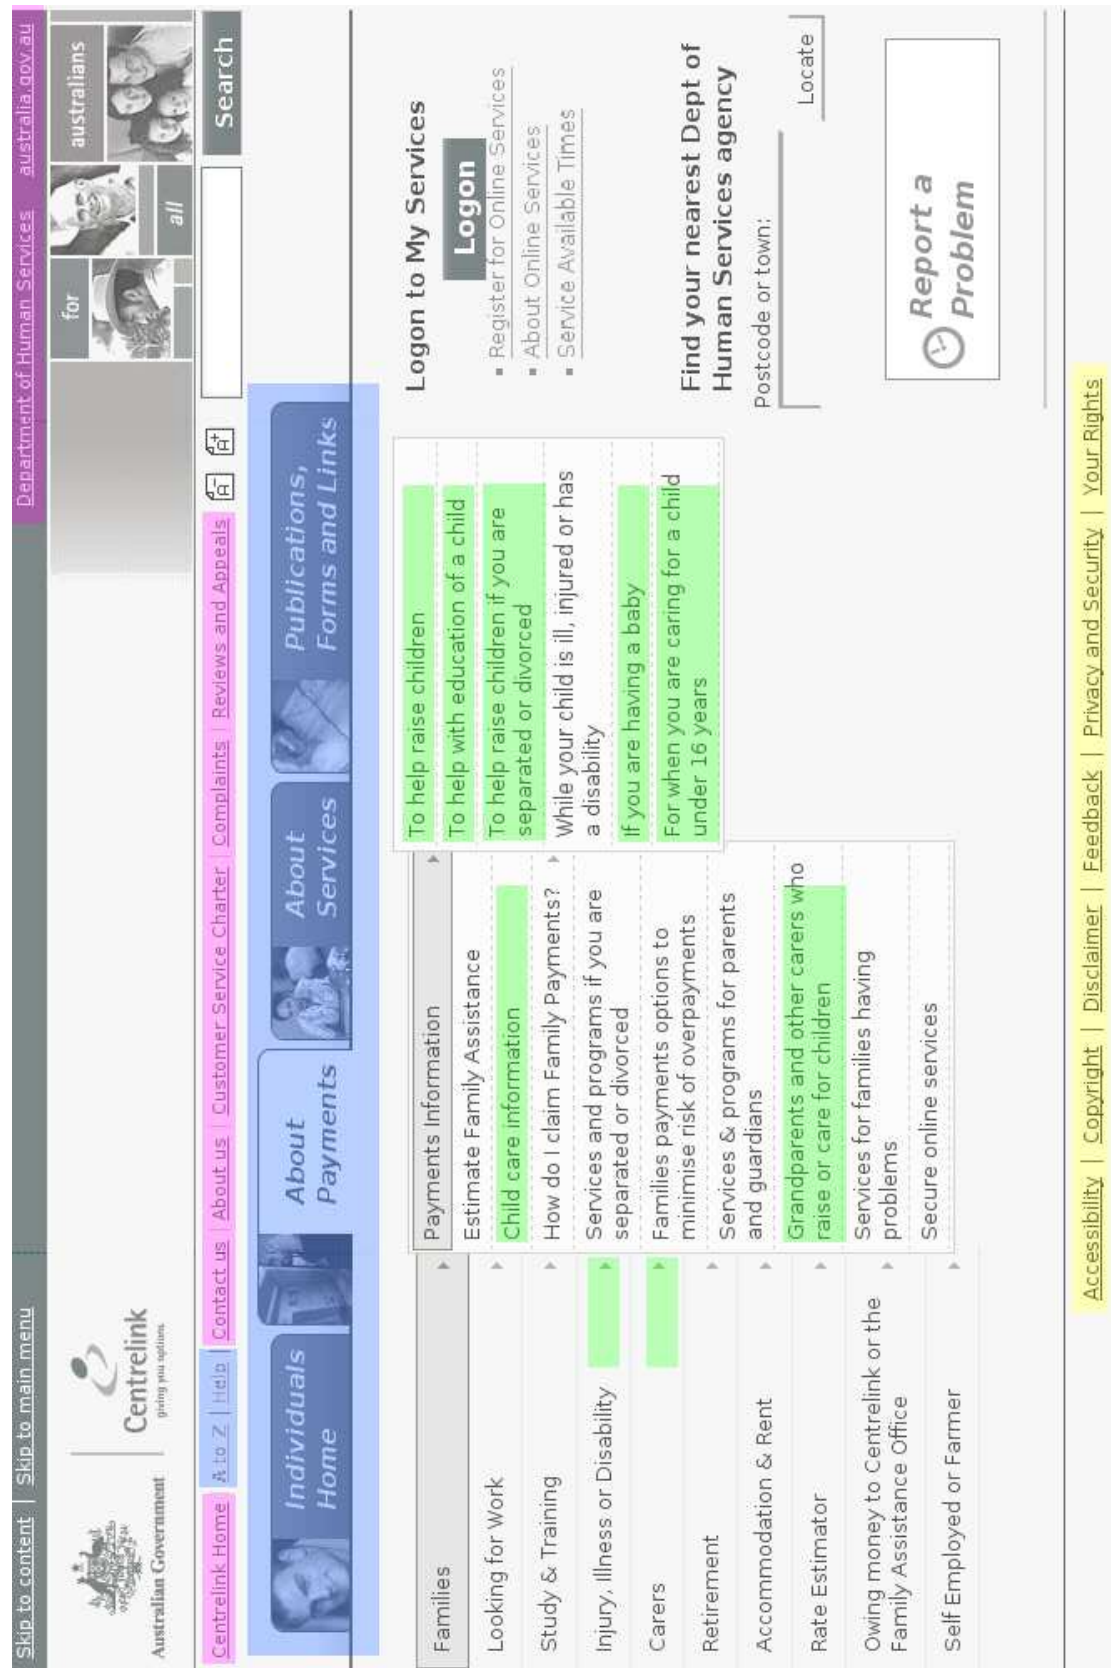 Skip to content | Skip to main menu
Department of Human Services australia.gov.au
Australian Government
Centrelink
giving you options
for
all
australians
Centrelink Home | A to Z | Help | Contact us | About us | Customer Service Charter | Complaints | Reviews and Appeals
A-
A+
Search
Individuals
Home
About
Payments
About
Services
Publications,
Forms and Links
Families
Looking for Work
Study & Training
Injury, Illness or Disability
Carers
Retirement
Accommodation & Rent
Rate Estimator
Owing money to Centrelink or the
Family Assistance Office
Self Employed or Farmer
Payments Information
Estimate Family Assistance
Child care information
How do I claim Family Payments?
Services and programs if you are
separated or divorced
Families payments options to
minimise risk of overpayments
Services & programs for parents
and guardians
Grandparents and other carers who
raise or care for children
Services for families having
problems
Secure online services
To help raise children
To help with education of a child
To help raise children if you are
separated or divorced
While your child is ill, injured or has
a disability
If you are having a baby
For when you are caring for a child
under 16 years
Logon to My Services
Logon
Register for Online Services
About Online Services
Service Available Times
Find your nearest Dept of
Human Services agency
Postcode or town:
Locate
Report a
Problem
Accessibility | Copyright | Disclaimer | Feedback | Privacy and Security | Your Rights